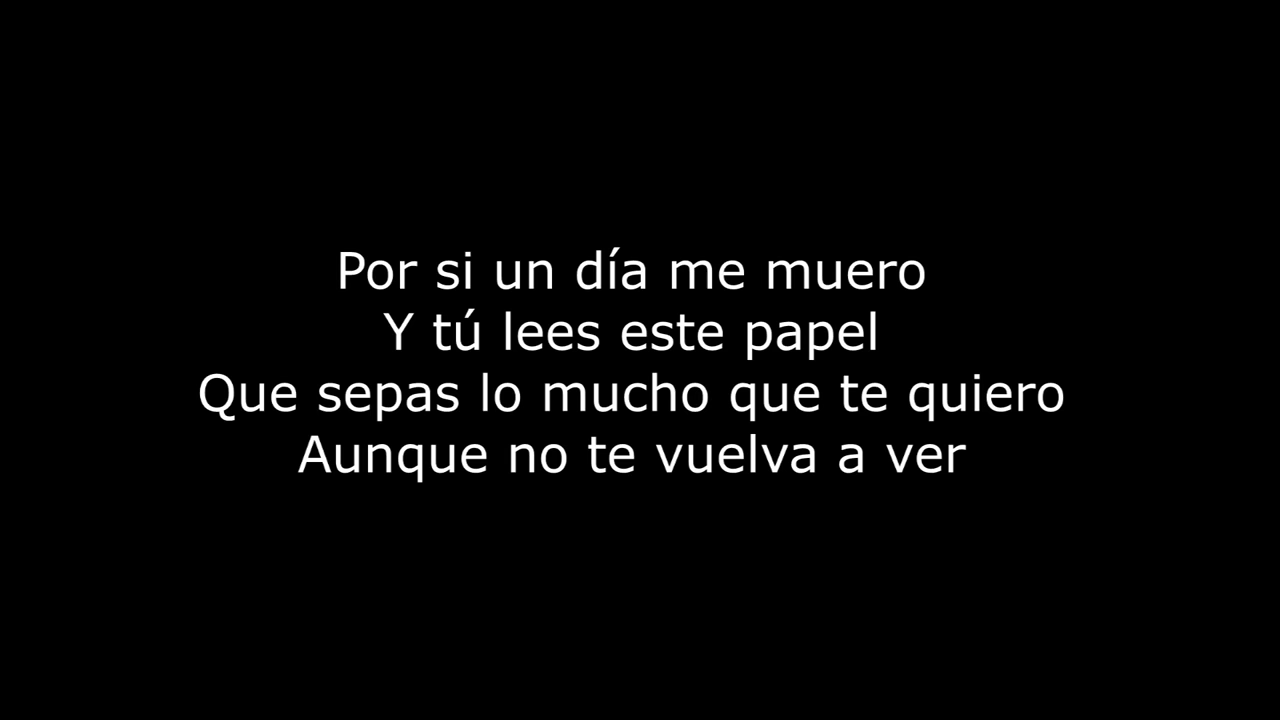 Por si un día me muero
Y tú lees este papel
Que sepas lo mucho que te quiero
Aunque no te vuelva a ver